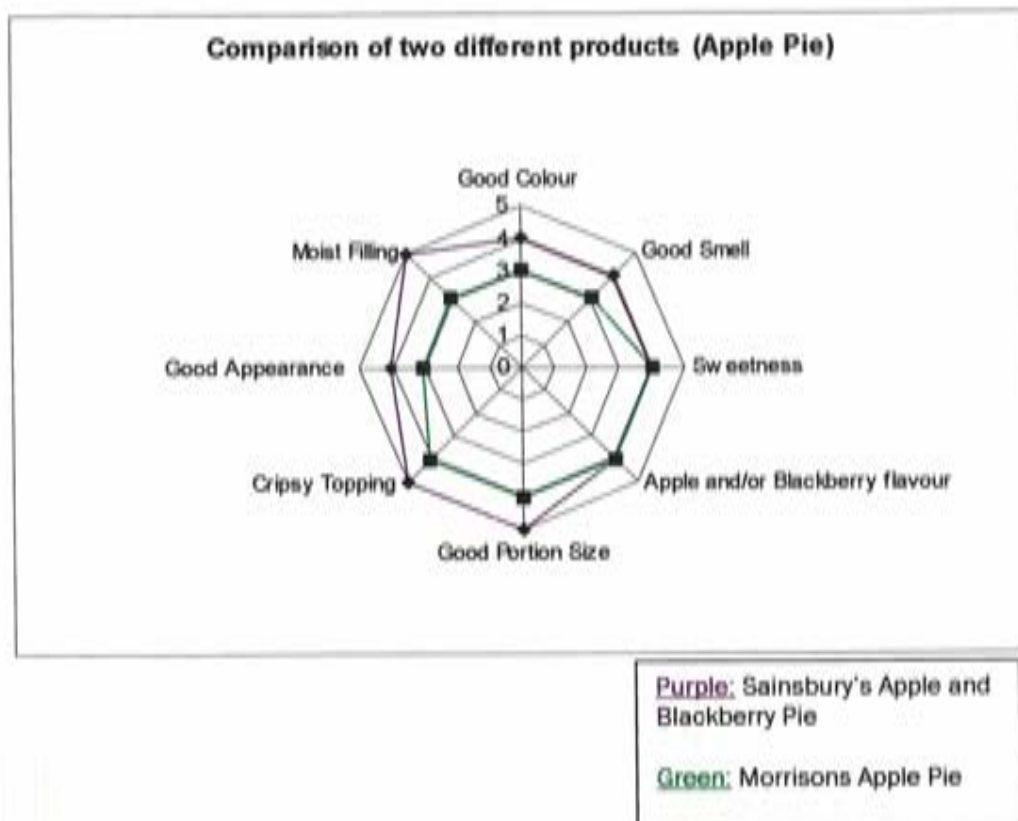 Comparison of two different products (Apple Pie)
Good Colour
5
4
3
2
1
0
Good Smell
Moist Filling
Good Appearance
Sweetness
Cripsy Topping
Apple and/or Blackberry flavour
Good Portion Size
Purple: Sainsbury's Apple and
Blackberry Pie
Green: Morrisons Apple Pie